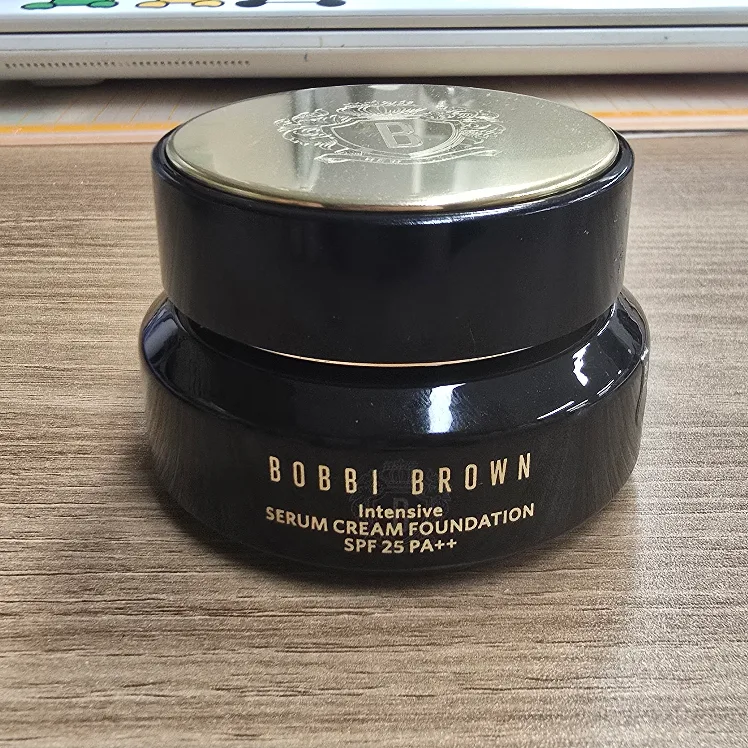 B
BOBBI BROWN
Intensive
SERUM CREAM FOUNDATION
SPF 25 PA++